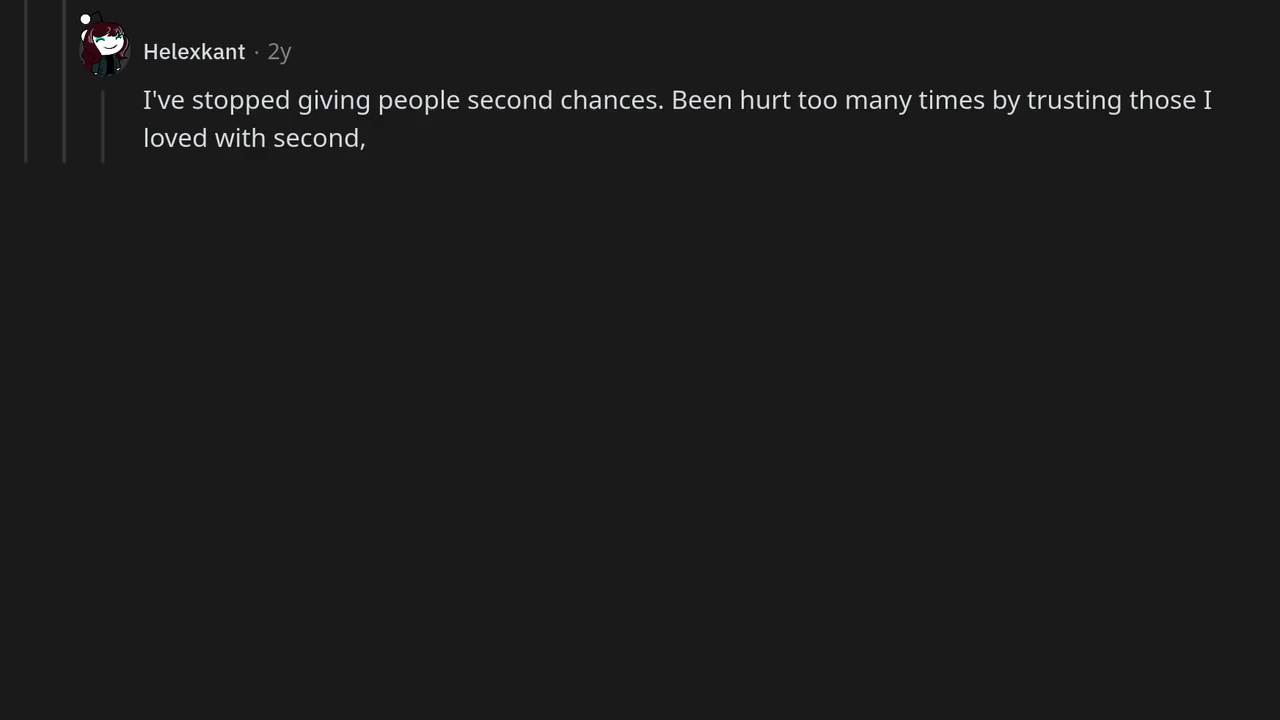 Helexkant · 2y
I've stopped giving people second chances. Been hurt too many times by trusting those I
loved with second,